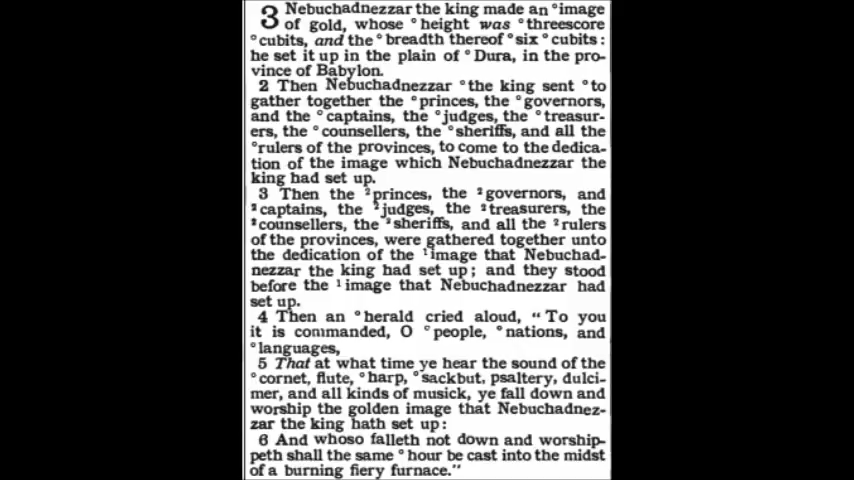 3 Nebuchadnezzar the king made an °image
of gold, whose °height was °threescore
°cubits, and the °breadth thereof °six °cubits:
he set it up in the plain of °Dura, in the pro-
vince of Babylon.
2 Then Nebuchadnezzar °the king sent °to
gather together the °princes, the °governors,
and the °captains, the °judges, the °treasur-
ers, the °counsellers, the °sheriffs, and all the
°rulers of the provinces, to come to the dedica-
tion of the image which Nebuchadnezzar the
king had set up.
3 Then the ²princes, the ²governors, and
²captains, the ²judges, the ²treasurers, the
²counsellers, the ²sheriffs, and all the ²rulers
of the provinces, were gathered together unto
the dedication of the ¹image that Nebuchad-
nezzar the king had set up; and they stood
before the ¹image that Nebuchadnezzar had
set up.
4 Then an °herald cried aloud, “To you
it is commanded, O °people, °nations, and
°languages,
5 That at what time ye hear the sound of the
°cornet, flute, °harp, °sackbut, psaltery, dulci-
mer, and all kinds of musick, ye fall down and
worship the golden image that Nebuchadnez-
zar the king hath set up:
6 And whoso falleth not down and worship-
peth shall the same °hour be cast into the midst
of a burning fiery furnace.”